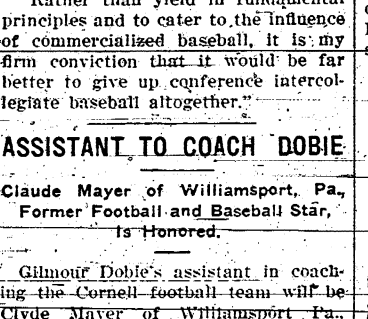 Rather than yield in fundamental
principles and to cater to the influence
of commercialized baseball, it is my
firm conviction that it would be far
better to give up conference intercol-
legiate baseball altogether."
ASSISTANT TO COACH DOBIE
Claude Mayer of Williamsport, Pa.,
Former Football and Baseball Star,
Is Honored.
Gilmour Dobie's assistant in coach-
ing the Cornell football team will be
Clyde Mayer of Williamsport Pa.,